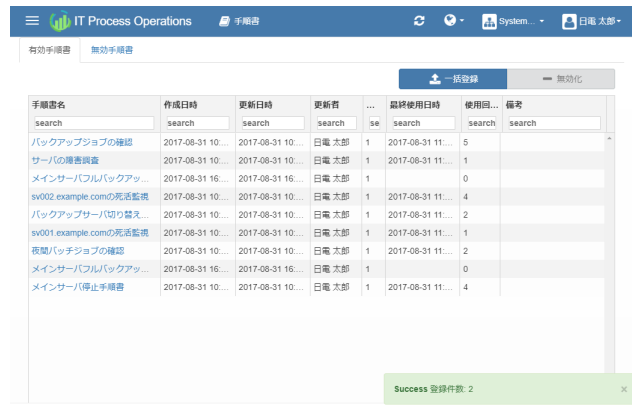 IT Process Operations 手順書 System... 日電 太郎
有効手順書 無効手順書
一括登録 無効化
手順書名 作成日時 更新日時 更新者 ... 最終使用日時 使用回... 備考
search search search search se search search search
バックアップジョブの確認 2017-08-31 10:... 2017-08-31 10:... 日電 太郎 1 2017-08-31 11:... 5
サーバの障害調査 2017-08-31 10:... 2017-08-31 10:... 日電 太郎 1 2017-08-31 11:... 1
メインサーバフルバックアッ... 2017-08-31 16:... 2017-08-31 16:... 日電 太郎 1 0
sv002.example.comの死活監視 2017-08-31 10:... 2017-08-31 10:... 日電 太郎 1 2017-08-31 11:... 4
バックアップサーバ切り替え... 2017-08-31 10:... 2017-08-31 10:... 日電 太郎 1 2017-08-31 11:... 2
sv001.example.comの死活監視 2017-08-31 10:... 2017-08-31 10:... 日電 太郎 1 2017-08-31 11:... 1
夜間バッチジョブの確認 2017-08-31 10:... 2017-08-31 10:... 日電 太郎 1 2017-08-31 11:... 2
メインサーバフルバックアッ... 2017-08-31 16:... 2017-08-31 16:... 日電 太郎 1 0
メインサーバ停止手順書 2017-08-31 10:... 2017-08-31 10:... 日電 太郎 1 2017-08-31 11:... 4
Success 登録件数: 2 ×